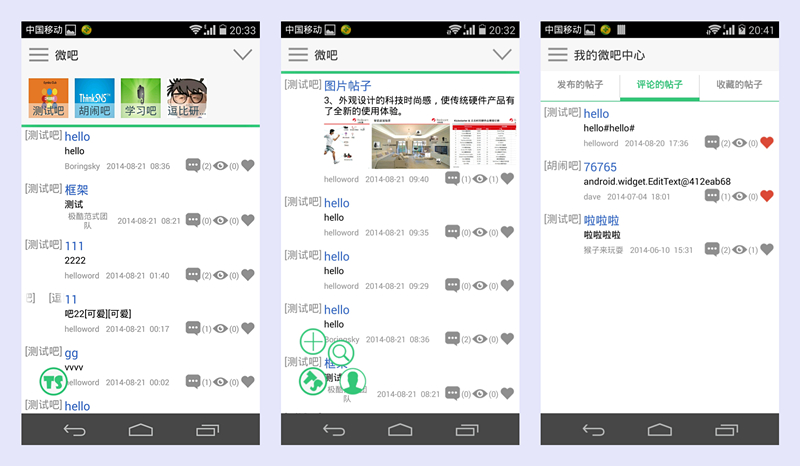 中国移动 20:33
微吧
测试吧 胡闹吧 学习吧 逗比研...
[测试吧] hello
hello
Boringsky 2014-08-21 08:36 (2) (0)
[测试吧] 框架
测试
极酷范式团队 2014-08-21 08:21 (0) (0)
[测试吧] 111
2222
helloword 2014-08-21 01:40 (2) (0)
吧] [逗 11
吧22[可爱][可爱]
helloword 2014-08-21 00:17 (1) (0)
[测试吧] gg
vvvv
helloword 2014-08-21 00:02 (1) (0)
[测试吧] hello
TS
中国移动 20:32
微吧
[测试吧] 图片帖子
3、外观设计的科技时尚感，使传统硬件产品有
了全新的使用体验。
helloword 2014-08-21 09:40 (1) (1)
[测试吧] hello
hello
helloword 2014-08-21 09:35 (0) (0)
[测试吧] hello
hello
helloword 2014-08-21 09:29 (0) (0)
[测试吧] hello
hello
Boringsky 2014-08-21 08:36 (2) (0)
[测试吧] 框架
测试
极酷范式团队 2014-08-21 08:21 (0) (0)
中国移动 20:41
我的微吧中心
发布的帖子 评论的帖子 收藏的帖子
[测试吧] hello
hello#hello#
helloword 2014-08-20 17:36 (2) (0)
[胡闹吧] 76765
android.widget.EditText@412eab68
dave 2014-07-04 18:01 (1) (0)
[测试吧] 啦啦啦
啦啦啦啦
猴子来玩耍 2014-06-10 15:31 (1) (0)